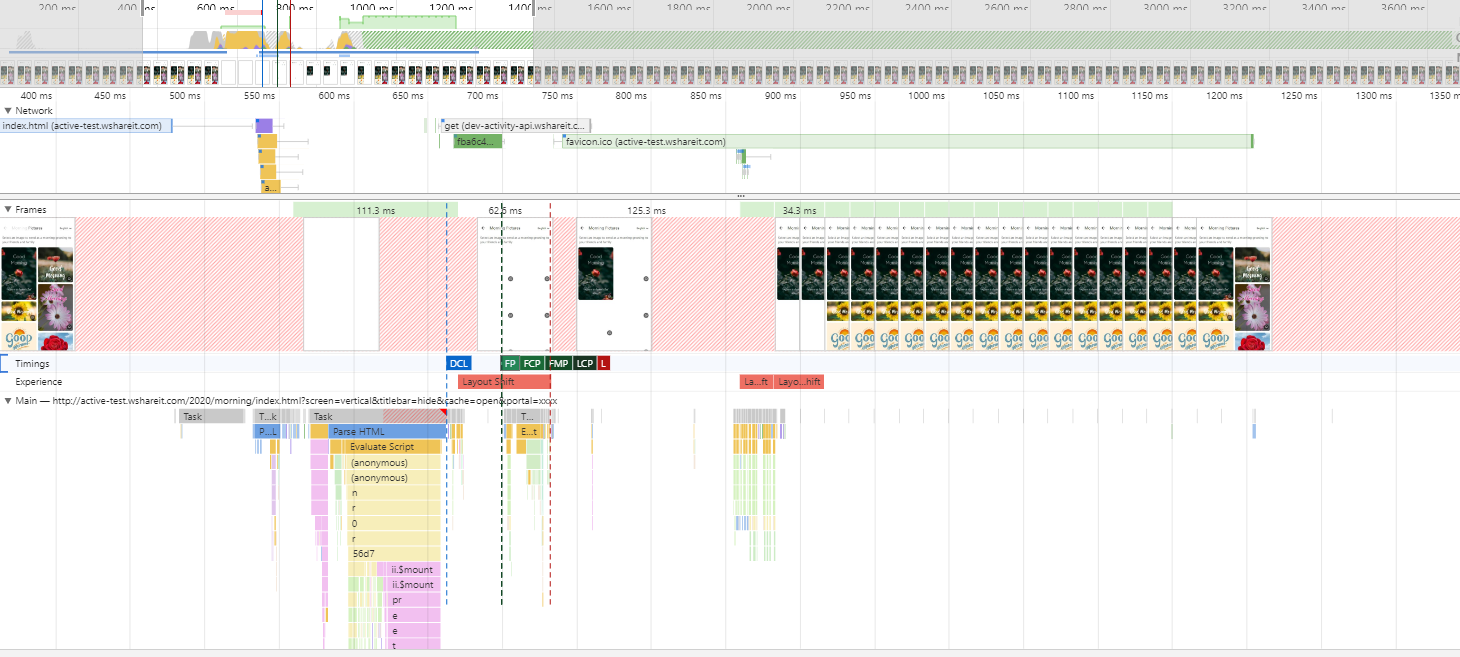 200 ms 400 ms 600 ms 800 ms 1000 ms 1200 ms 1400 ms 1600 ms 1800 ms 2000 ms 2200 ms 2400 ms 2600 ms 2800 ms 3000 ms 3200 ms 3400 ms 3600 ms
400 ms 450 ms 500 ms 550 ms 600 ms 650 ms 700 ms 750 ms 800 ms 850 ms 900 ms 950 ms 1000 ms 1050 ms 1100 ms 1150 ms 1200 ms 1250 ms 1300 ms 1350 m
▼ Network
index.html (active-test.wshareit.com) get (dev-activity-api.wshareit.c...
fba6c4... favicon.ico (active-test.wshareit.com)
a...
▼ Frames 111.3 ms 62.6 ms 125.3 ms 34.3 ms
Morning Pictures
Good Morning
Timings DCL FP FCP FMP LCP L
Experience Layout Shift La...ft Layo...hift
▼ Main — http://active-test.wshareit.com/2020/morning/index.html?screen=vertical&titlebar=hide&cache=open&portal=xxxx
Task T...k Task T...
P...L Parse HTML E...t
Evaluate Script
(anonymous)
(anonymous)
n
r
0
r
56d7
ii.$mount
ii.$mount
pr
e
e
t